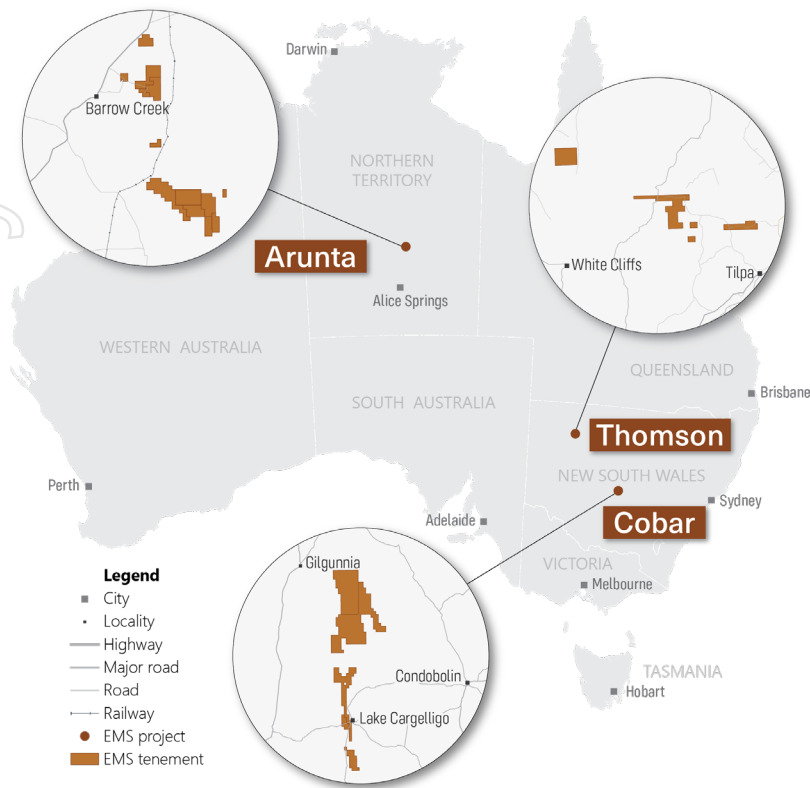 Darwin
Barrow Creek
NORTHERN
TERRITORY
Arunta
Alice Springs
White Cliffs
Tilpa
WESTERN AUSTRALIA
SOUTH AUSTRALIA
QUEENSLAND
Brisbane
Thomson
NEW SOUTH WALES
Perth
Sydney
Adelaide
Cobar
Gilgunnia
VICTORIA
Melbourne
Condobolin
Lake Cargelligo
TASMANIA
Hobart
Legend
City
Locality
Highway
Major road
Road
Railway
EMS project
EMS tenement